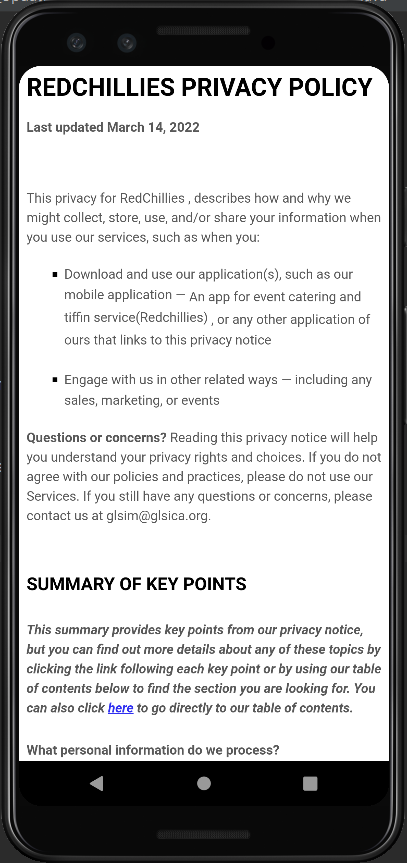 REDCHILLIES PRIVACY POLICY
Last updated March 14, 2022
This privacy for RedChillies , describes how and why we
might collect, store, use, and/or share your information when
you use our services, such as when you:
Download and use our application(s), such as our
mobile application — An app for event catering and
tiffin service(Redchillies) , or any other application of
ours that links to this privacy notice
Engage with us in other related ways — including any
sales, marketing, or events
Questions or concerns? Reading this privacy notice will help
you understand your privacy rights and choices. If you do not
agree with our policies and practices, please do not use our
Services. If you still have any questions or concerns, please
contact us at glsim@glsica.org.
SUMMARY OF KEY POINTS
This summary provides key points from our privacy notice,
but you can find out more details about any of these topics by
clicking the link following each key point or by using our table
of contents below to find the section you are looking for. You
can also click here to go directly to our table of contents.
What personal information do we process?